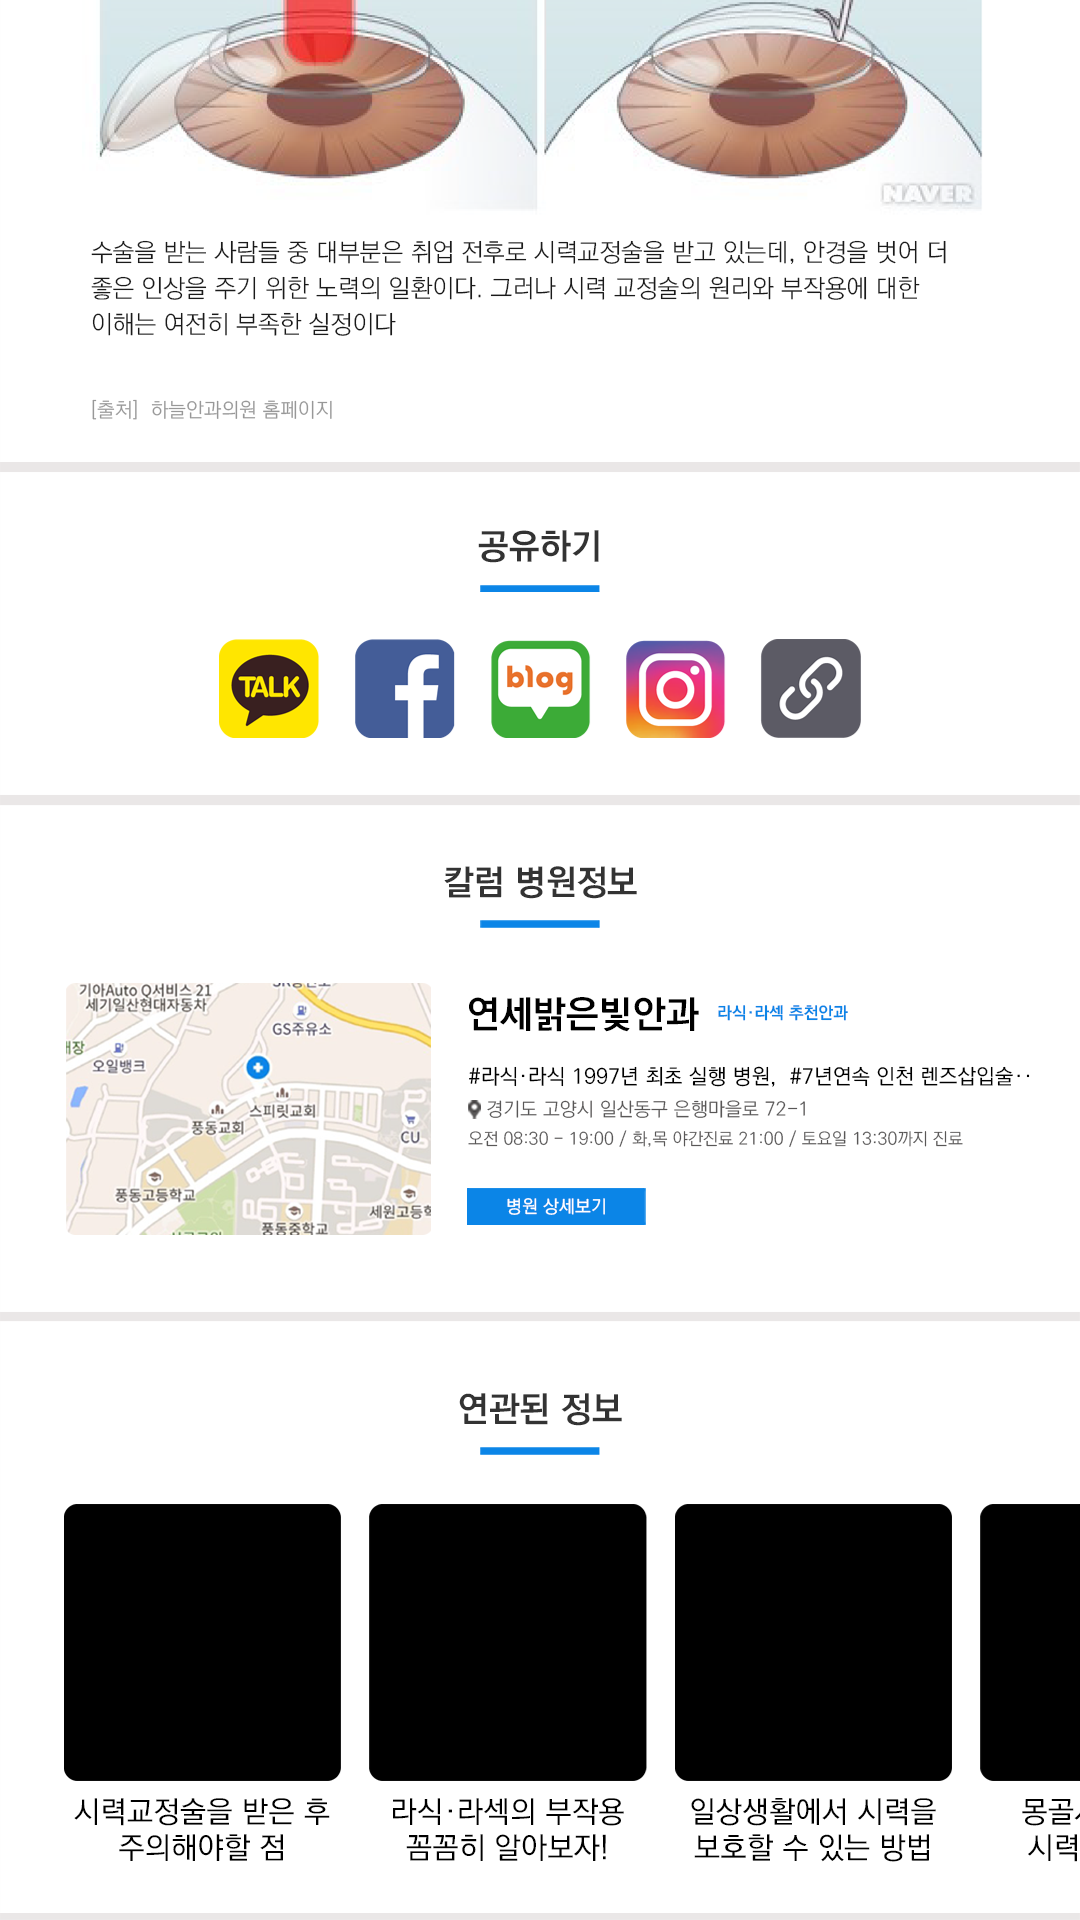 NAVER
수술을 받는 사람들 중 대부분은 취업 전후로 시력교정술을 받고 있는데, 안경을 벗어 더
좋은 인상을 주기 위한 노력의 일환이다. 그러나 시력 교정술의 원리와 부작용에 대한
이해는 여전히 부족한 실정이다
[출처] 하늘안과의원 홈페이지
공유하기
TALK
blog
칼럼 병원정보
기아Auto Q서비스 21
세기일산현대자동차
GS주유소
오일뱅크
스피릿교회
풍동교회
CU
풍동고등학교
세원고등학
풍동중학교
연세밝은빛안과 라식·라섹 추천안과
#라식·라식 1997년 최초 실행 병원, #7년연속 인천 렌즈삽입술··
경기도 고양시 일산동구 은행마을로 72-1
오전 08:30 - 19:00 / 화,목 야간진료 21:00 / 토요일 13:30까지 진료
병원 상세보기
연관된 정보
시력교정술을 받은 후
주의해야할 점
라식·라섹의 부작용
꼼꼼히 알아보자!
일상생활에서 시력을
보호할 수 있는 방법
몽골
시력